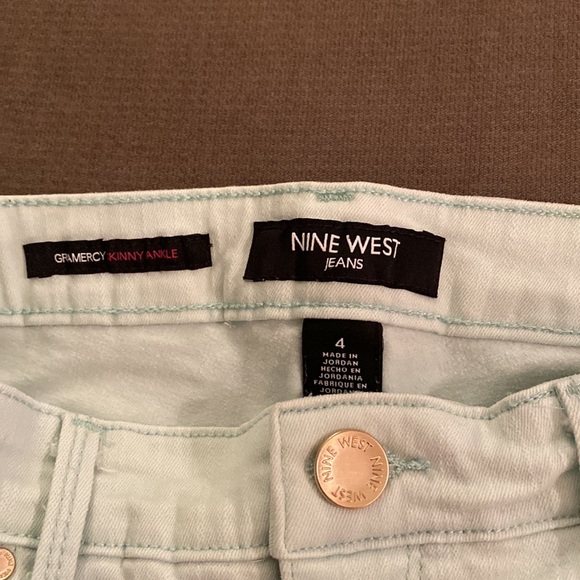 GRAMERCY SKINNY ANKLE
NINE WEST
JEANS
4
MADE IN
JORDAN
HECHO EN
JORDANIA
FABRIQUE EN
NINE WEST NINE WEST